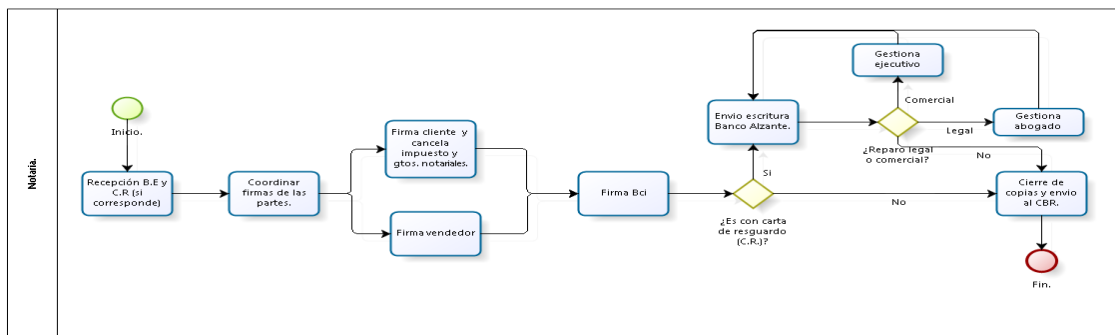 Notaria.
Inicio.
Recepción B.E y
C.R (si
corresponde)
Coordinar
firmas de las
partes.
Firma cliente y
cancela
impuesto y
gtos. notariales.
Firma vendedor
Firma Bci
¿Es con carta
de resguardo
(C.R.)?
Si
No
Envio escritura
Banco Alzante.
¿Reparo legal
o comercial?
Comercial
Gestiona
ejecutivo
Legal
Gestiona
abogado
No
Cierre de
copias y envio
al CBR.
Fin.